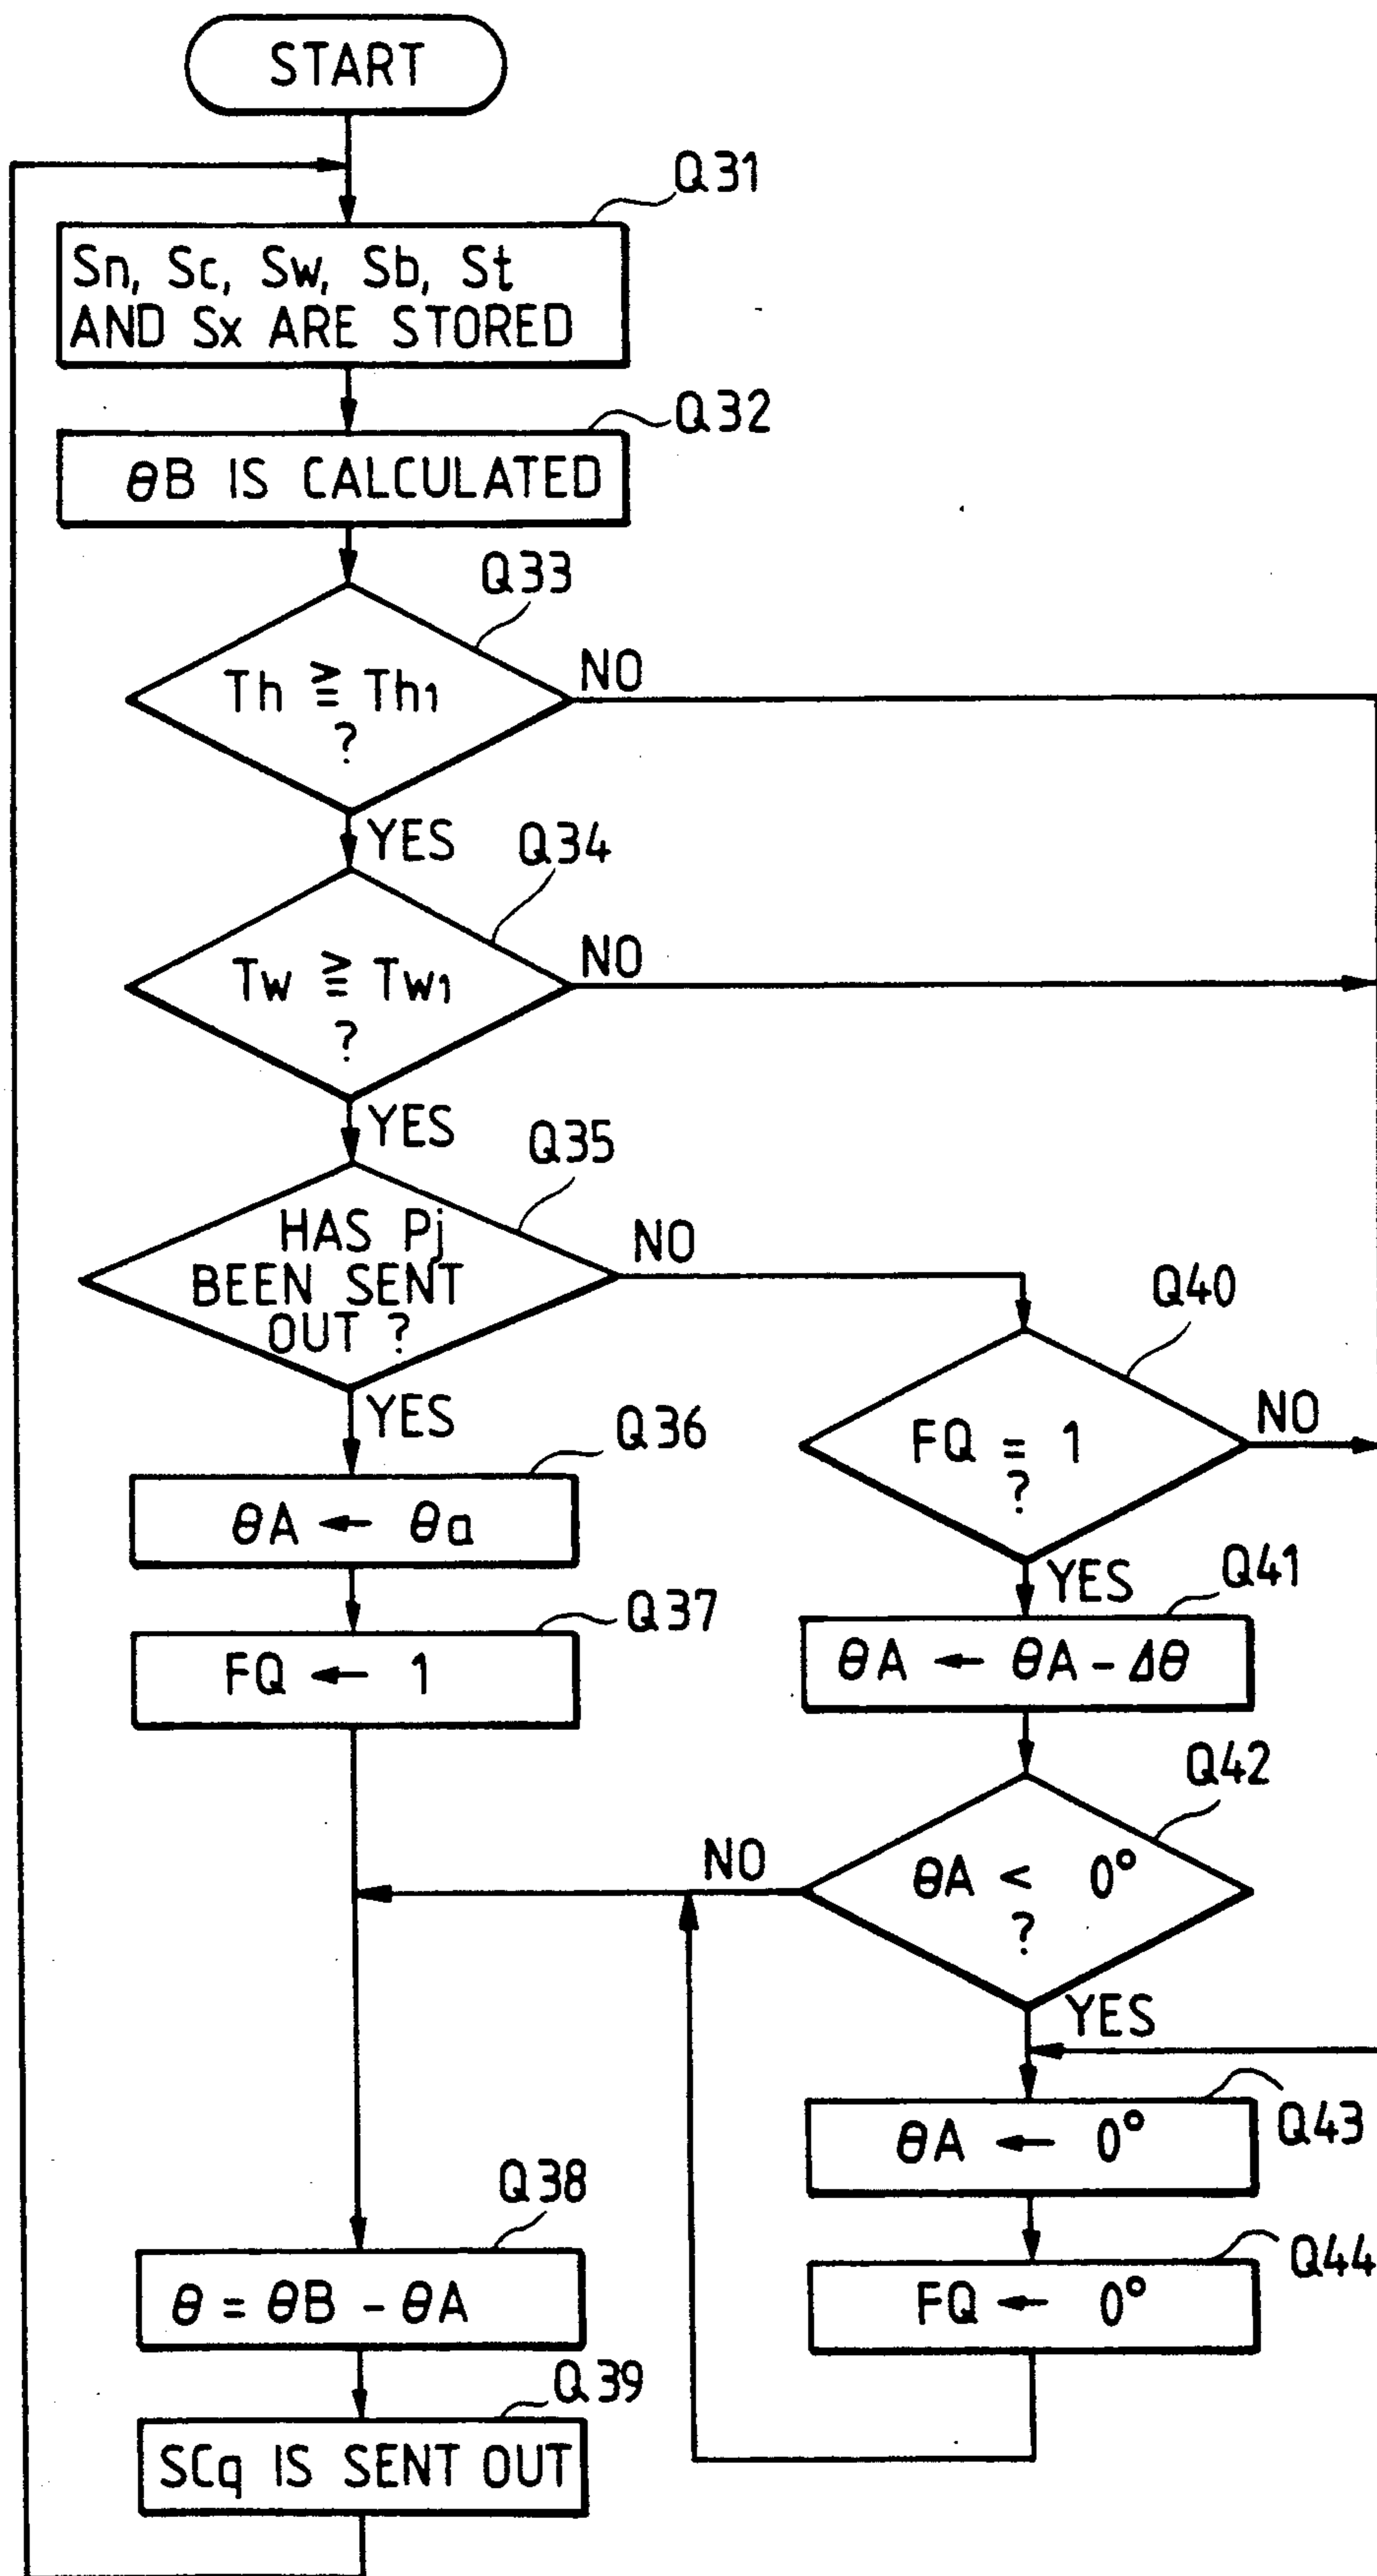 START
Q31
Sn, Sc, Sw, Sb, St
AND Sx ARE STORED
Q32
θB IS CALCULATED
Q33
Th ≧ Th1
?
NO
YES
Q34
Tw ≧ Tw1
?
NO
YES
Q35
HAS Pj
BEEN SENT
OUT ?
NO
YES
Q40
FQ = 1
?
NO
YES
Q36
θA ← θa
Q37
FQ ← 1
Q41
θA ← θA - Δθ
Q42
θA < 0°
?
NO
YES
Q43
θA ← 0°
Q44
FQ ← 0°
Q38
θ = θB - θA
Q39
SCq IS SENT OUT